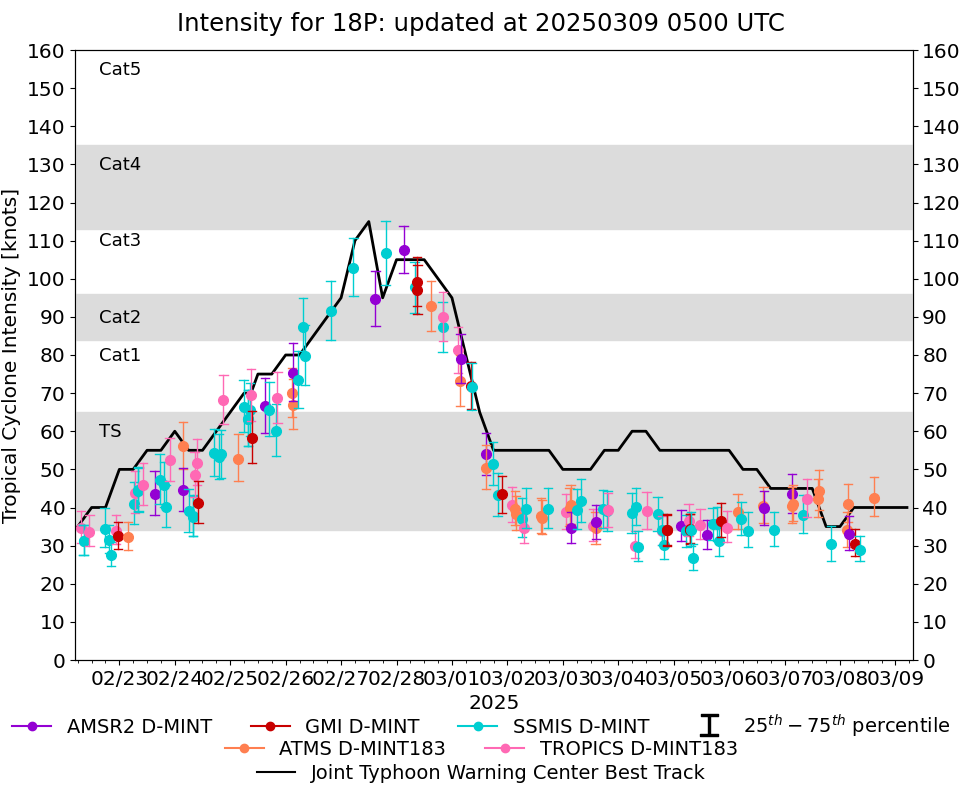 Intensity for 18P: updated at 20250309 0500 UTC
Tropical Cyclone Intensity [knots]
160 160
Cat5
150 150
140 140
Cat4
130 130
120 120
Cat3
110 110
100 100
Cat2
90 90
Cat1
80 80
70 70
TS
60 60
50 50
40 40
30 30
20 20
10 10
0 0
02/23 02/24 02/25 02/26 02/27 02/28 03/01 03/02 03/03 03/04 03/05 03/06 03/07 03/08 03/09
2025
AMSR2 D-MINT GMI D-MINT SSMIS D-MINT 25th − 75th percentile
ATMS D-MINT183 TROPICS D-MINT183
Joint Typhoon Warning Center Best Track